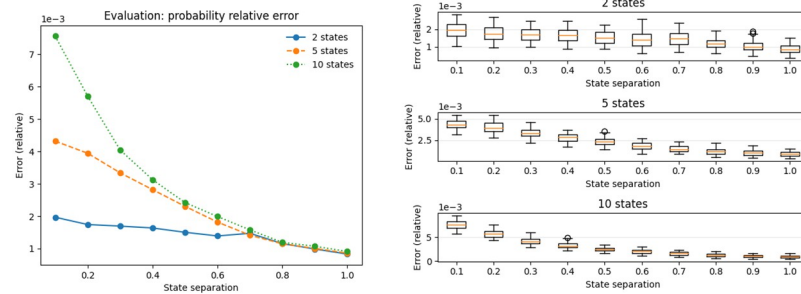 Evaluation: probability relative error
1e−3
7
6
5
4
3
2
1
Error (relative)
2 states
5 states
10 states
0.2 0.4 0.6 0.8 1.0
State separation
2 states
1e−3
2
1
Error (relative)
0.1 0.2 0.3 0.4 0.5 0.6 0.7 0.8 0.9 1.0
State separation
5 states
1e−3
5.0
2.5
Error (relative)
0.1 0.2 0.3 0.4 0.5 0.6 0.7 0.8 0.9 1.0
State separation
10 states
1e−3
5
0
Error (relative)
0.1 0.2 0.3 0.4 0.5 0.6 0.7 0.8 0.9 1.0
State separation